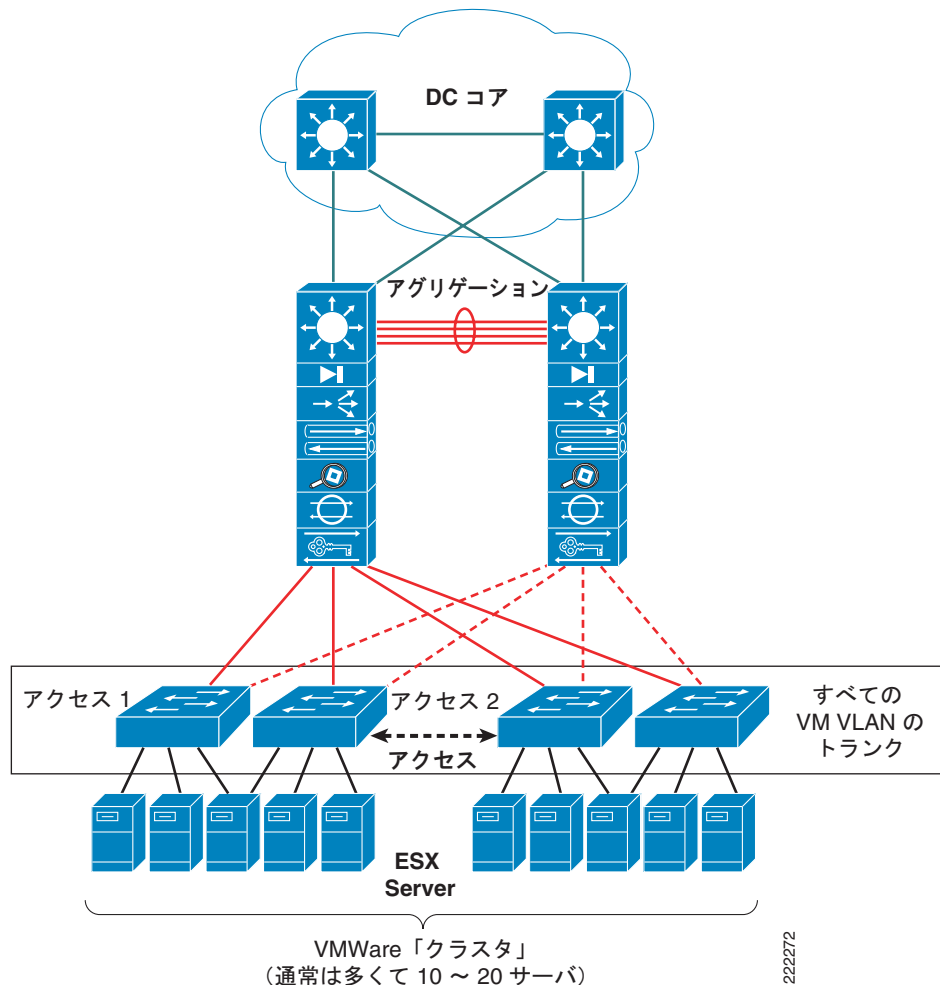 DC コア
アグリゲーション
アクセス 1
アクセス 2
アクセス
すべての
VM VLAN の
トランク
ESX
Server
VMWare「クラスタ」
（通常は多くて 10 ～ 20 サーバ）
222272